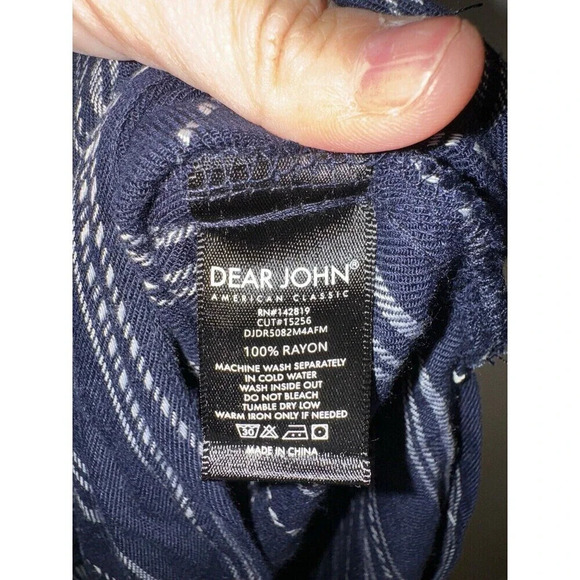 DEAR JOHN®
AMERICAN CLASSIC
RN#142819
CUT#15256
DJDR5082M4AFM
100% RAYON
MACHINE WASH SEPARATELY
IN COLD WATER
WASH INSIDE OUT
DO NOT BLEACH
TUMBLE DRY LOW
WARM IRON ONLY IF NEEDED
30
MADE IN CHINA